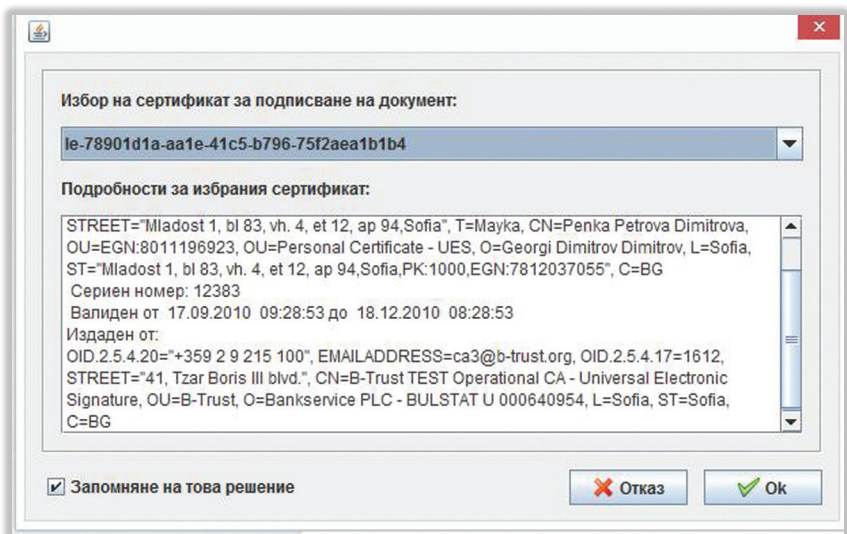 Избор на сертификат за подписване на документ:
le-78901d1a-aa1e-41c5-b796-75f2aea1b1b4
Подробности за избрания сертификат:
STREET="Mladost 1, bl 83, vh. 4, et 12, ap 94,Sofia", T=Mayka, CN=Penka Petrova Dimitrova,
OU=EGN:8011196923, OU=Personal Certificate - UES, O=Georgi Dimitrov Dimitrov, L=Sofia,
ST="Mladost 1, bl 83, vh. 4, et 12, ap 94,Sofia,PK:1000,EGN:7812037055", C=BG
Сериен номер: 12383
Валиден от 17.09.2010 09:28:53 до 18.12.2010 08:28:53
Издаден от:
OID.2.5.4.20="+359 2 9 215 100", EMAILADDRESS=ca3@b-trust.org, OID.2.5.4.17=1612,
STREET="41, Tzar Boris III blvd.", CN=B-Trust TEST Operational CA - Universal Electronic
Signature, OU=B-Trust, O=Bankservice PLC - BULSTAT U 000640954, L=Sofia, ST=Sofia,
C=BG
Запомняне на това решение
Отказ
Ok